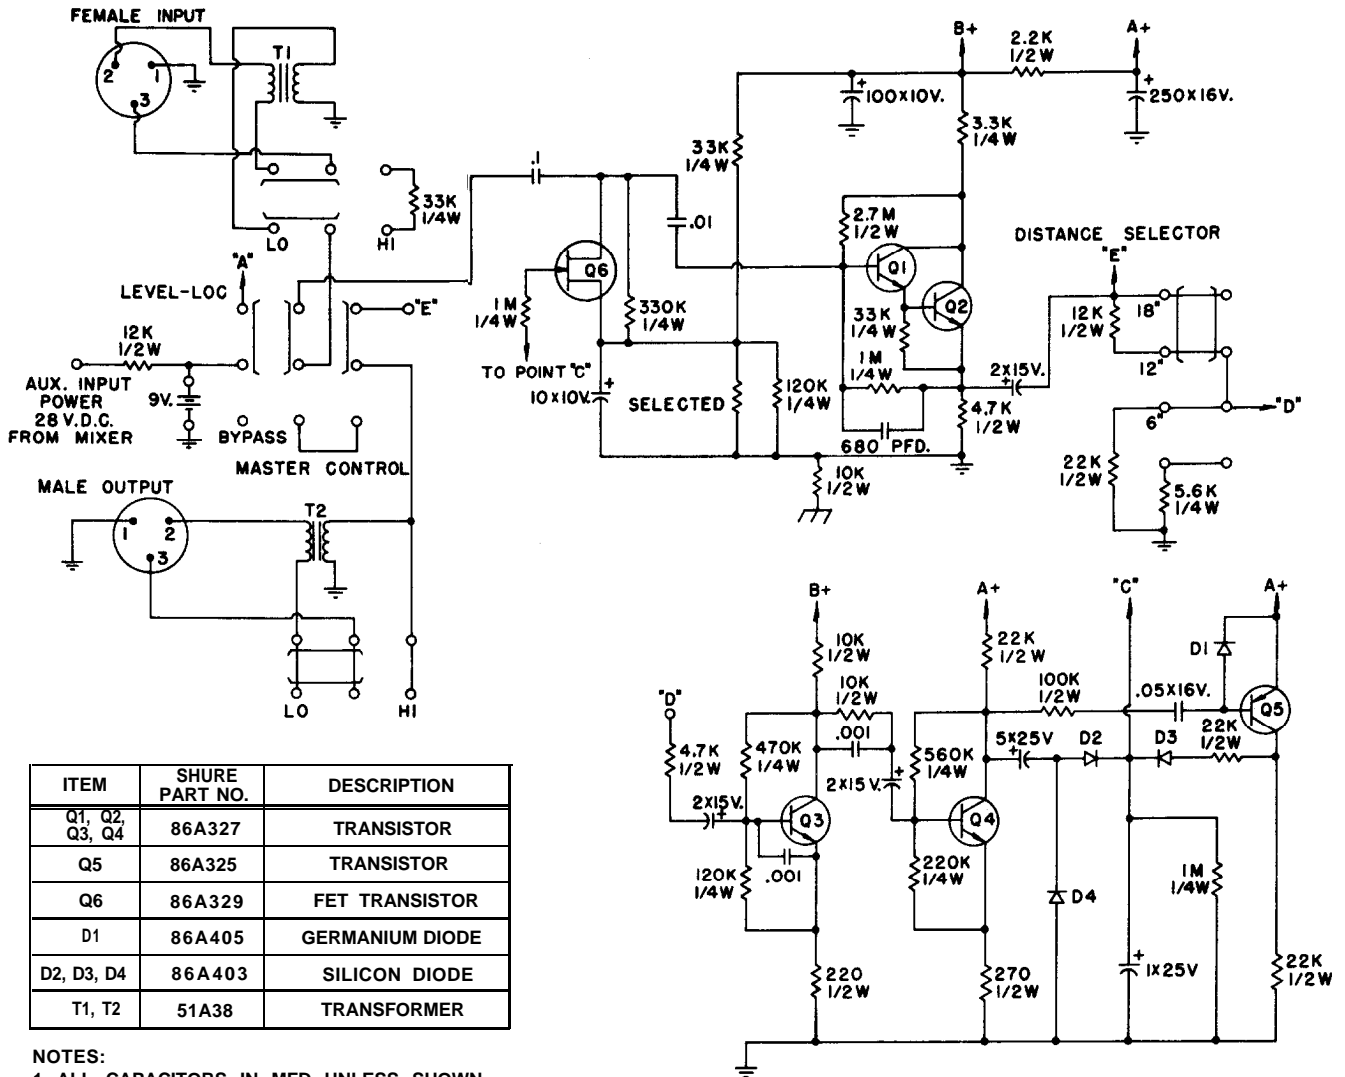 FEMALE INPUT
T1
2
1
3
33K
1/4W
LO
HI
"A"
LEVEL-LOC
"E"
12K
1/2W
AUX. INPUT
POWER
28 V.D.C.
FROM MIXER
9V.
BYPASS
MASTER CONTROL
MALE OUTPUT
1
2
3
T2
LO
HI
.1
Q6
1M
1/4W
TO POINT "C"
10X10V.
330K
1/4W
.01
33K
1/4W
SELECTED
120K
1/4W
B+
100X10V.
2.2K
1/2W
A+
250X16V.
3.3K
1/4W
2.7M
1/2W
Q1
Q2
33K
1/4W
1M
1/4W
680 PFD.
2X15V.
4.7K
1/2W
10K
1/2W
DISTANCE SELECTOR
"E"
18"
12K
1/2W
12"
6"
"D"
22K
1/2W
5.6K
1/4W
B+
10K
1/2W
"D"
4.7K
1/2W
470K
1/4W
10K
1/2W
.001
2X15V.
2X15V.
Q3
.001
120K
1/4W
220
1/2W
A+
22K
1/2W
100K
1/2W
560K
1/4W
Q4
220K
1/4W
270
1/2W
5X25V
D2
D3
D4
"C"
.05X16V.
A+
D1
Q5
22K
1/2W
1M
1/4W
1X25V
22K
1/2W
ITEM SHURE PART NO. DESCRIPTION
Q1, Q2, Q3, Q4 86A327 TRANSISTOR
Q5 86A325 TRANSISTOR
Q6 86A329 FET TRANSISTOR
D1 86A405 GERMANIUM DIODE
D2, D3, D4 86A403 SILICON DIODE
T1, T2 51A38 TRANSFORMER
NOTES:
1. ALL CAPACITORS IN MFD UNLESS SHOWN